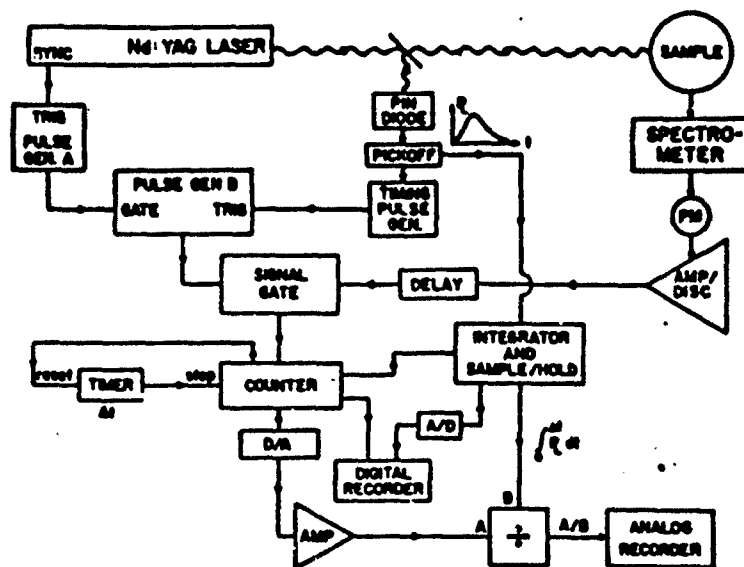 Nd:YAG LASER
SYNC
SAMPLE
TRIG
PULSE
GEN. A
PIN
DIODE
PICKOFF
t
SPECTRO-
METER
PULSE GEN B
GATE TRIG
TIMING
PULSE
GEN.
PM
SIGNAL
GATE
DELAY
AMP/
DISC
INTEGRATOR
AND
SAMPLE/HOLD
reset TIMER stop COUNTER
Δt
A/D
D/A
DIGITAL
RECORDER
B
AMP
A ÷ A/B
ANALOG
RECORDER